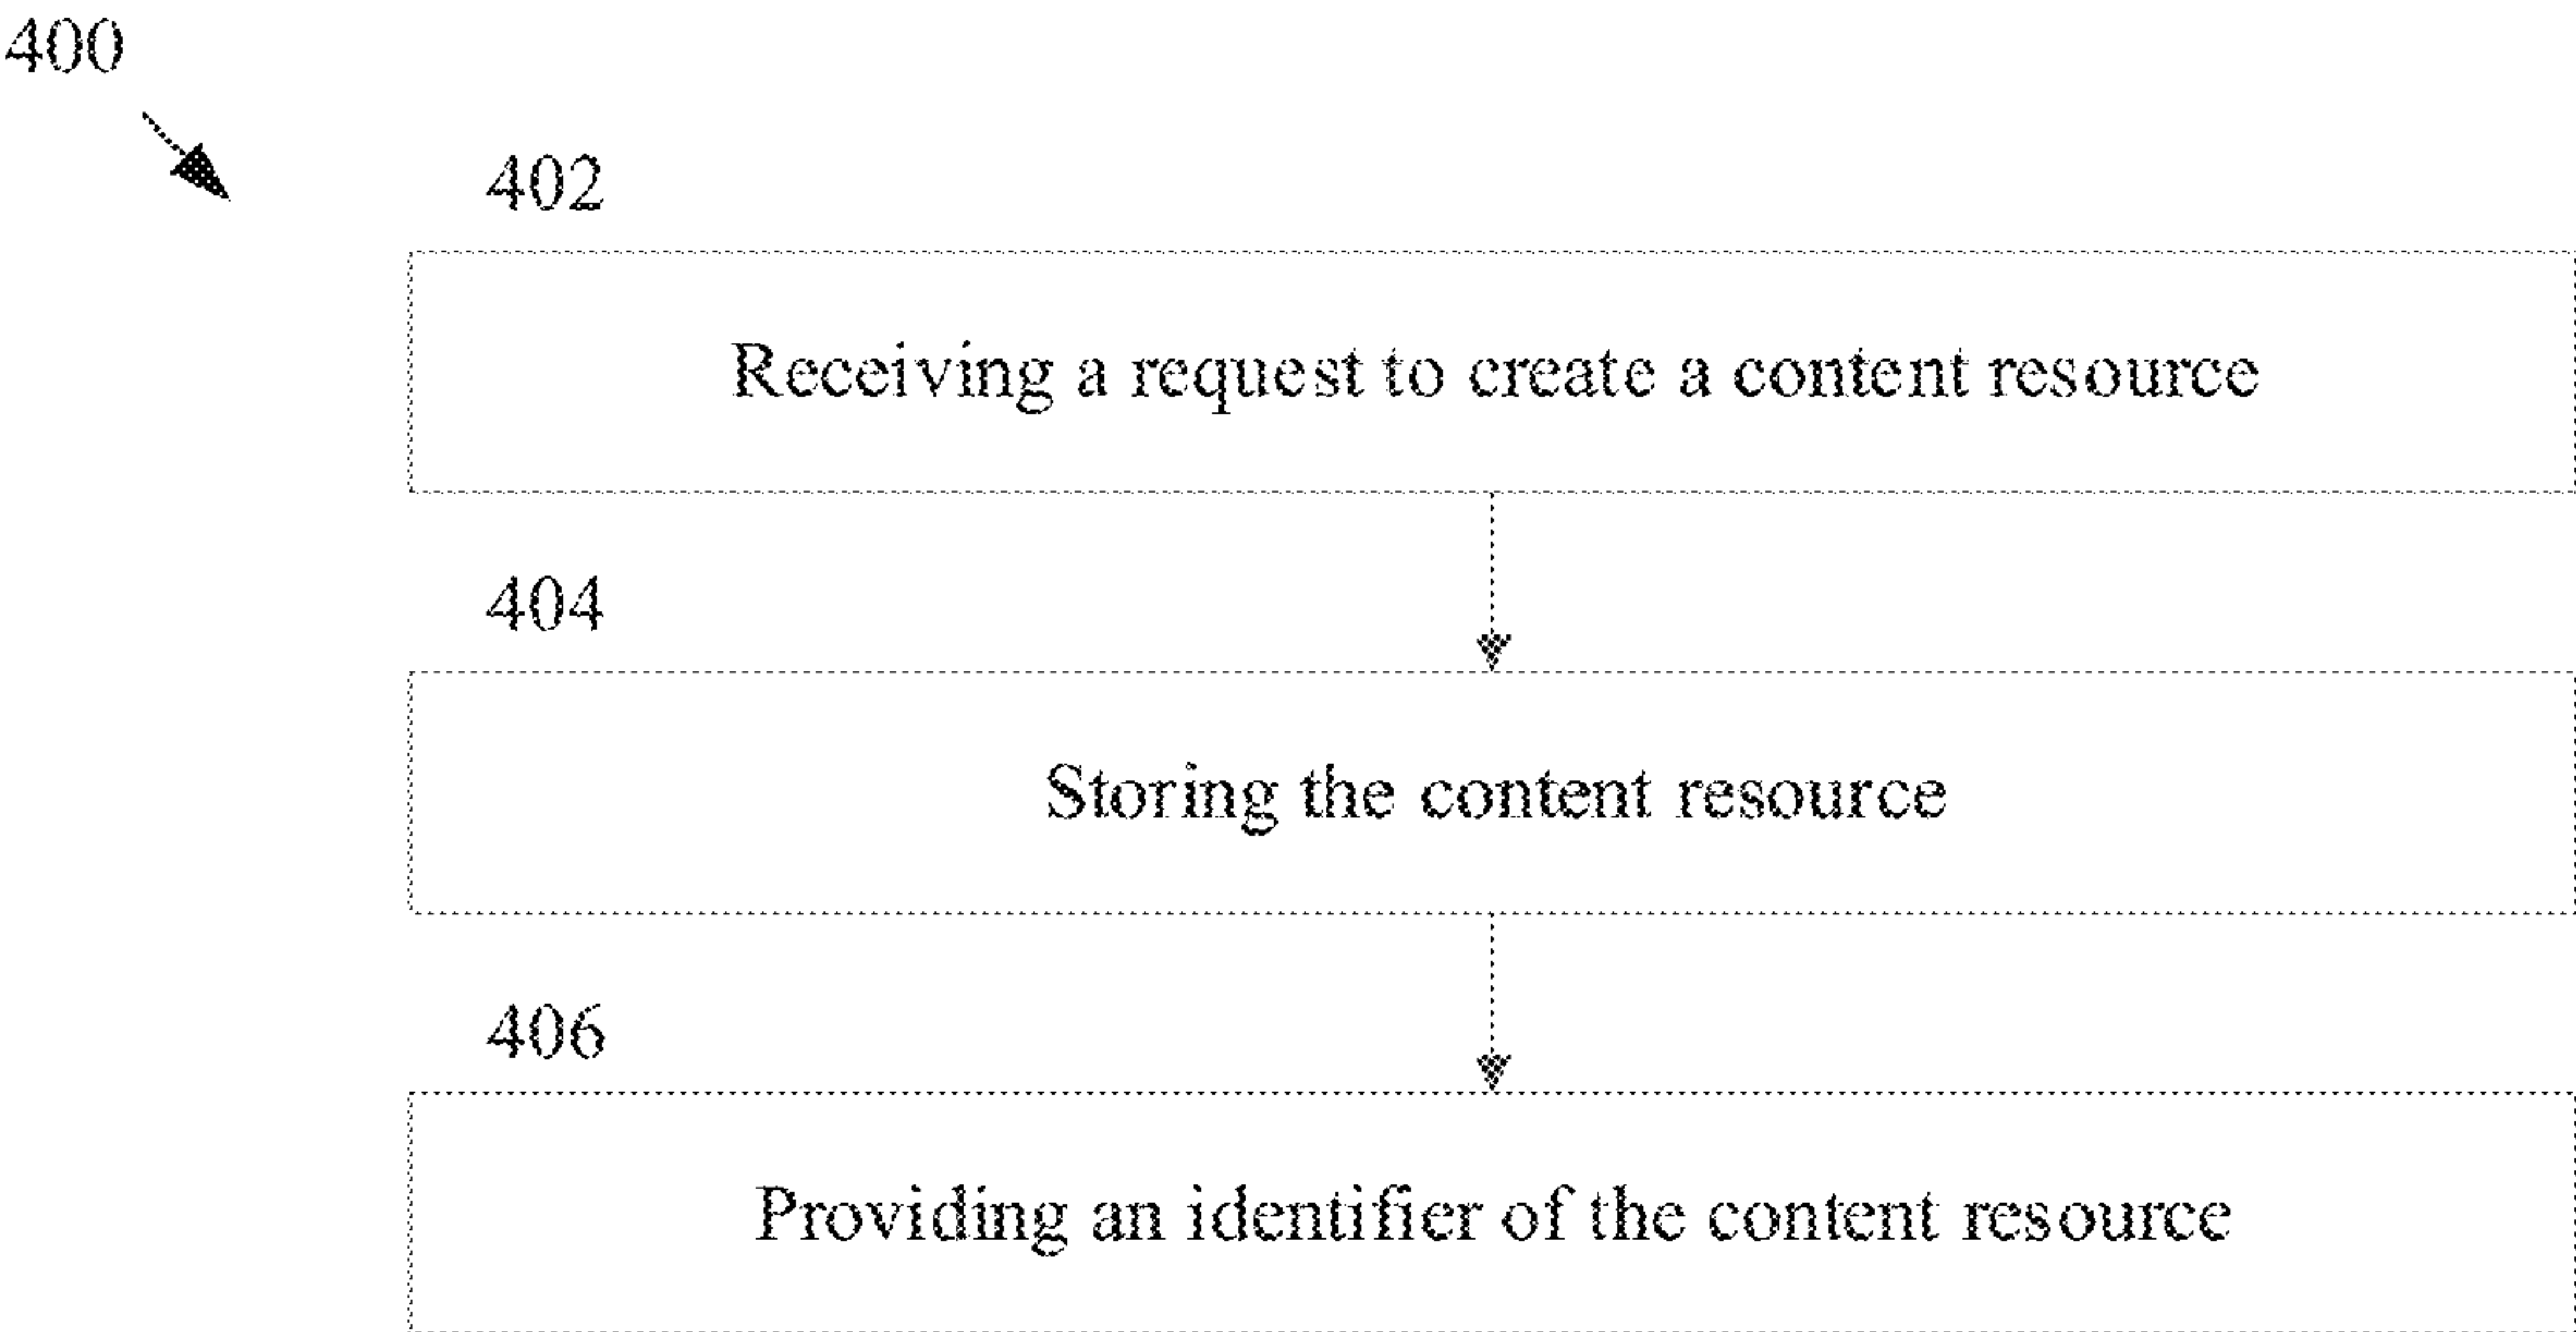 400
402
Receiving a request to create a content resource
404
Storing the content resource
406
Providing an identifier of the content resource